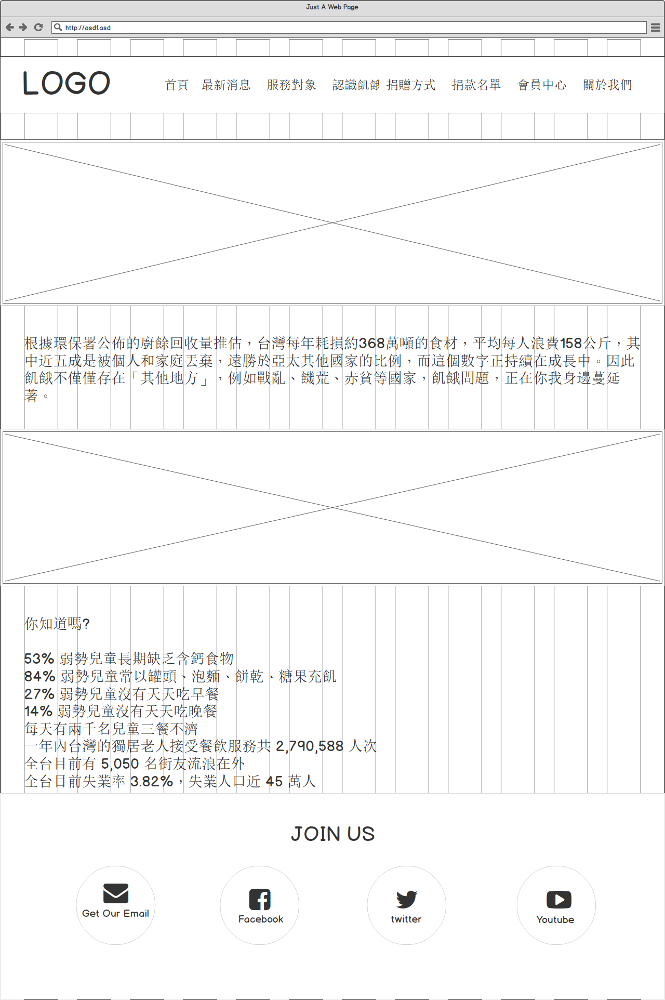 Just A Web Page
http://asdf.asd
LOGO
首頁 最新消息 服務對象 認識飢餓 捐贈方式 捐款名單 會員中心 關於我們
根據環保署公佈的廚餘回收量推估，台灣每年耗損約368萬噸的食材，平均每人浪費158公斤，其
中近五成是被個人和家庭丟棄，遠勝於亞太其他國家的比例，而這個數字正持續在成長中。因此
飢餓不僅僅存在「其他地方」，例如戰亂、饑荒、赤貧等國家，飢餓問題，正在你我身邊蔓延
著。
你知道嗎?
53% 弱勢兒童長期缺乏含鈣食物
84% 弱勢兒童常以罐頭、泡麵、餅乾、糖果充飢
27% 弱勢兒童沒有天天吃早餐
14% 弱勢兒童沒有天天吃晚餐
每天有兩千名兒童三餐不濟
一年內台灣的獨居老人接受餐飲服務共 2,790,588 人次
全台目前有 5,050 名街友流浪在外
全台目前失業率 3.82%，失業人口近 45 萬人
JOIN US
Get Our Email
Facebook
twitter
Youtube